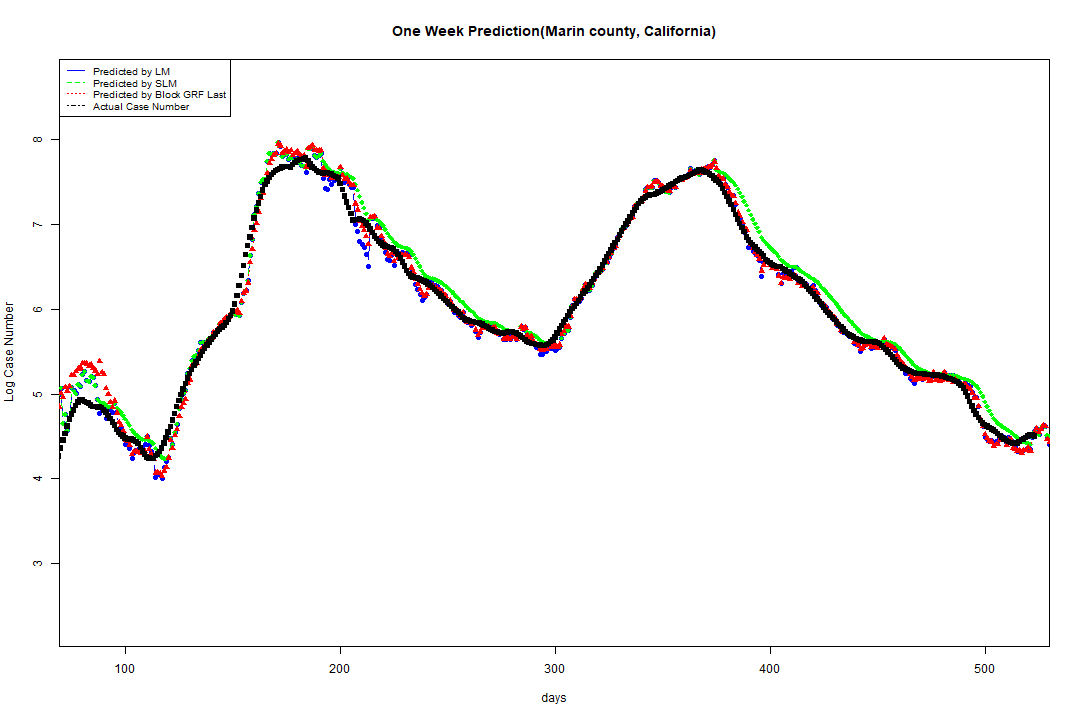 One Week Prediction(Marin county, California)
Predicted by LM
Predicted by SLM
Predicted by Block GRF Last
Actual Case Number
8
7
6
5
4
3
Log Case Number
100 200 300 400 500
days